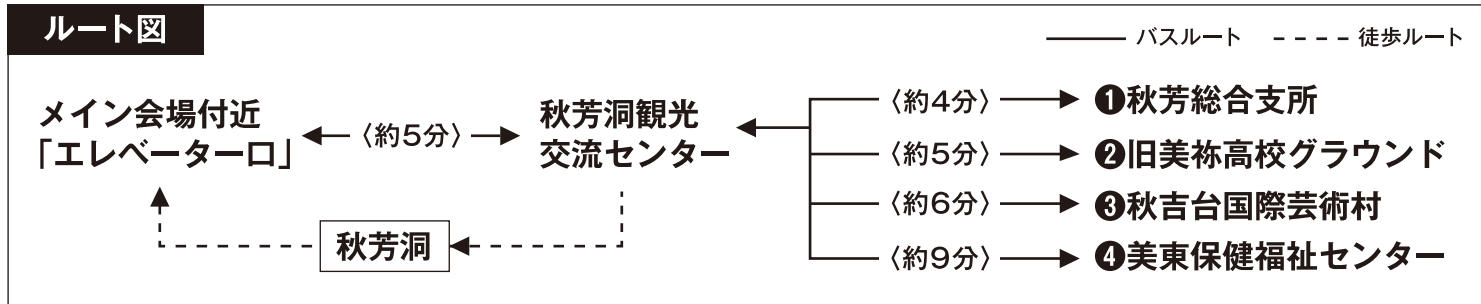 ルート図
バスルート
徒歩ルート
メイン会場付近
「エレベーター口」
〈約5分〉
秋芳洞観光
交流センター
秋芳洞
〈約4分〉
❶秋芳総合支所
〈約5分〉
❷旧美祢高校グラウンド
〈約6分〉
❸秋吉台国際芸術村
〈約9分〉
❹美東保健福祉センター